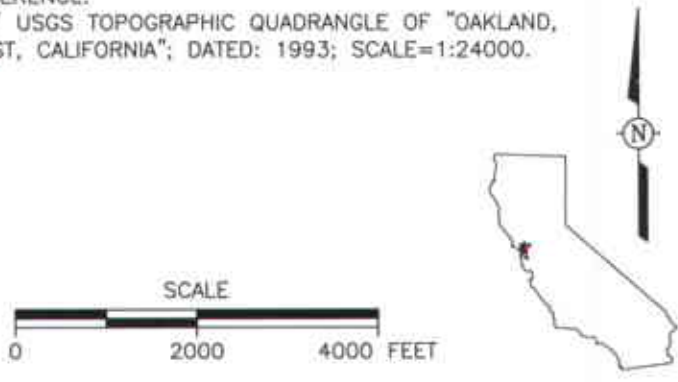 USGS TOPOGRAPHIC QUADRANGLE OF "OAKLAND,
CALIFORNIA"; DATED: 1993; SCALE=1:24000.
N
SCALE
0 2000 4000 FEET